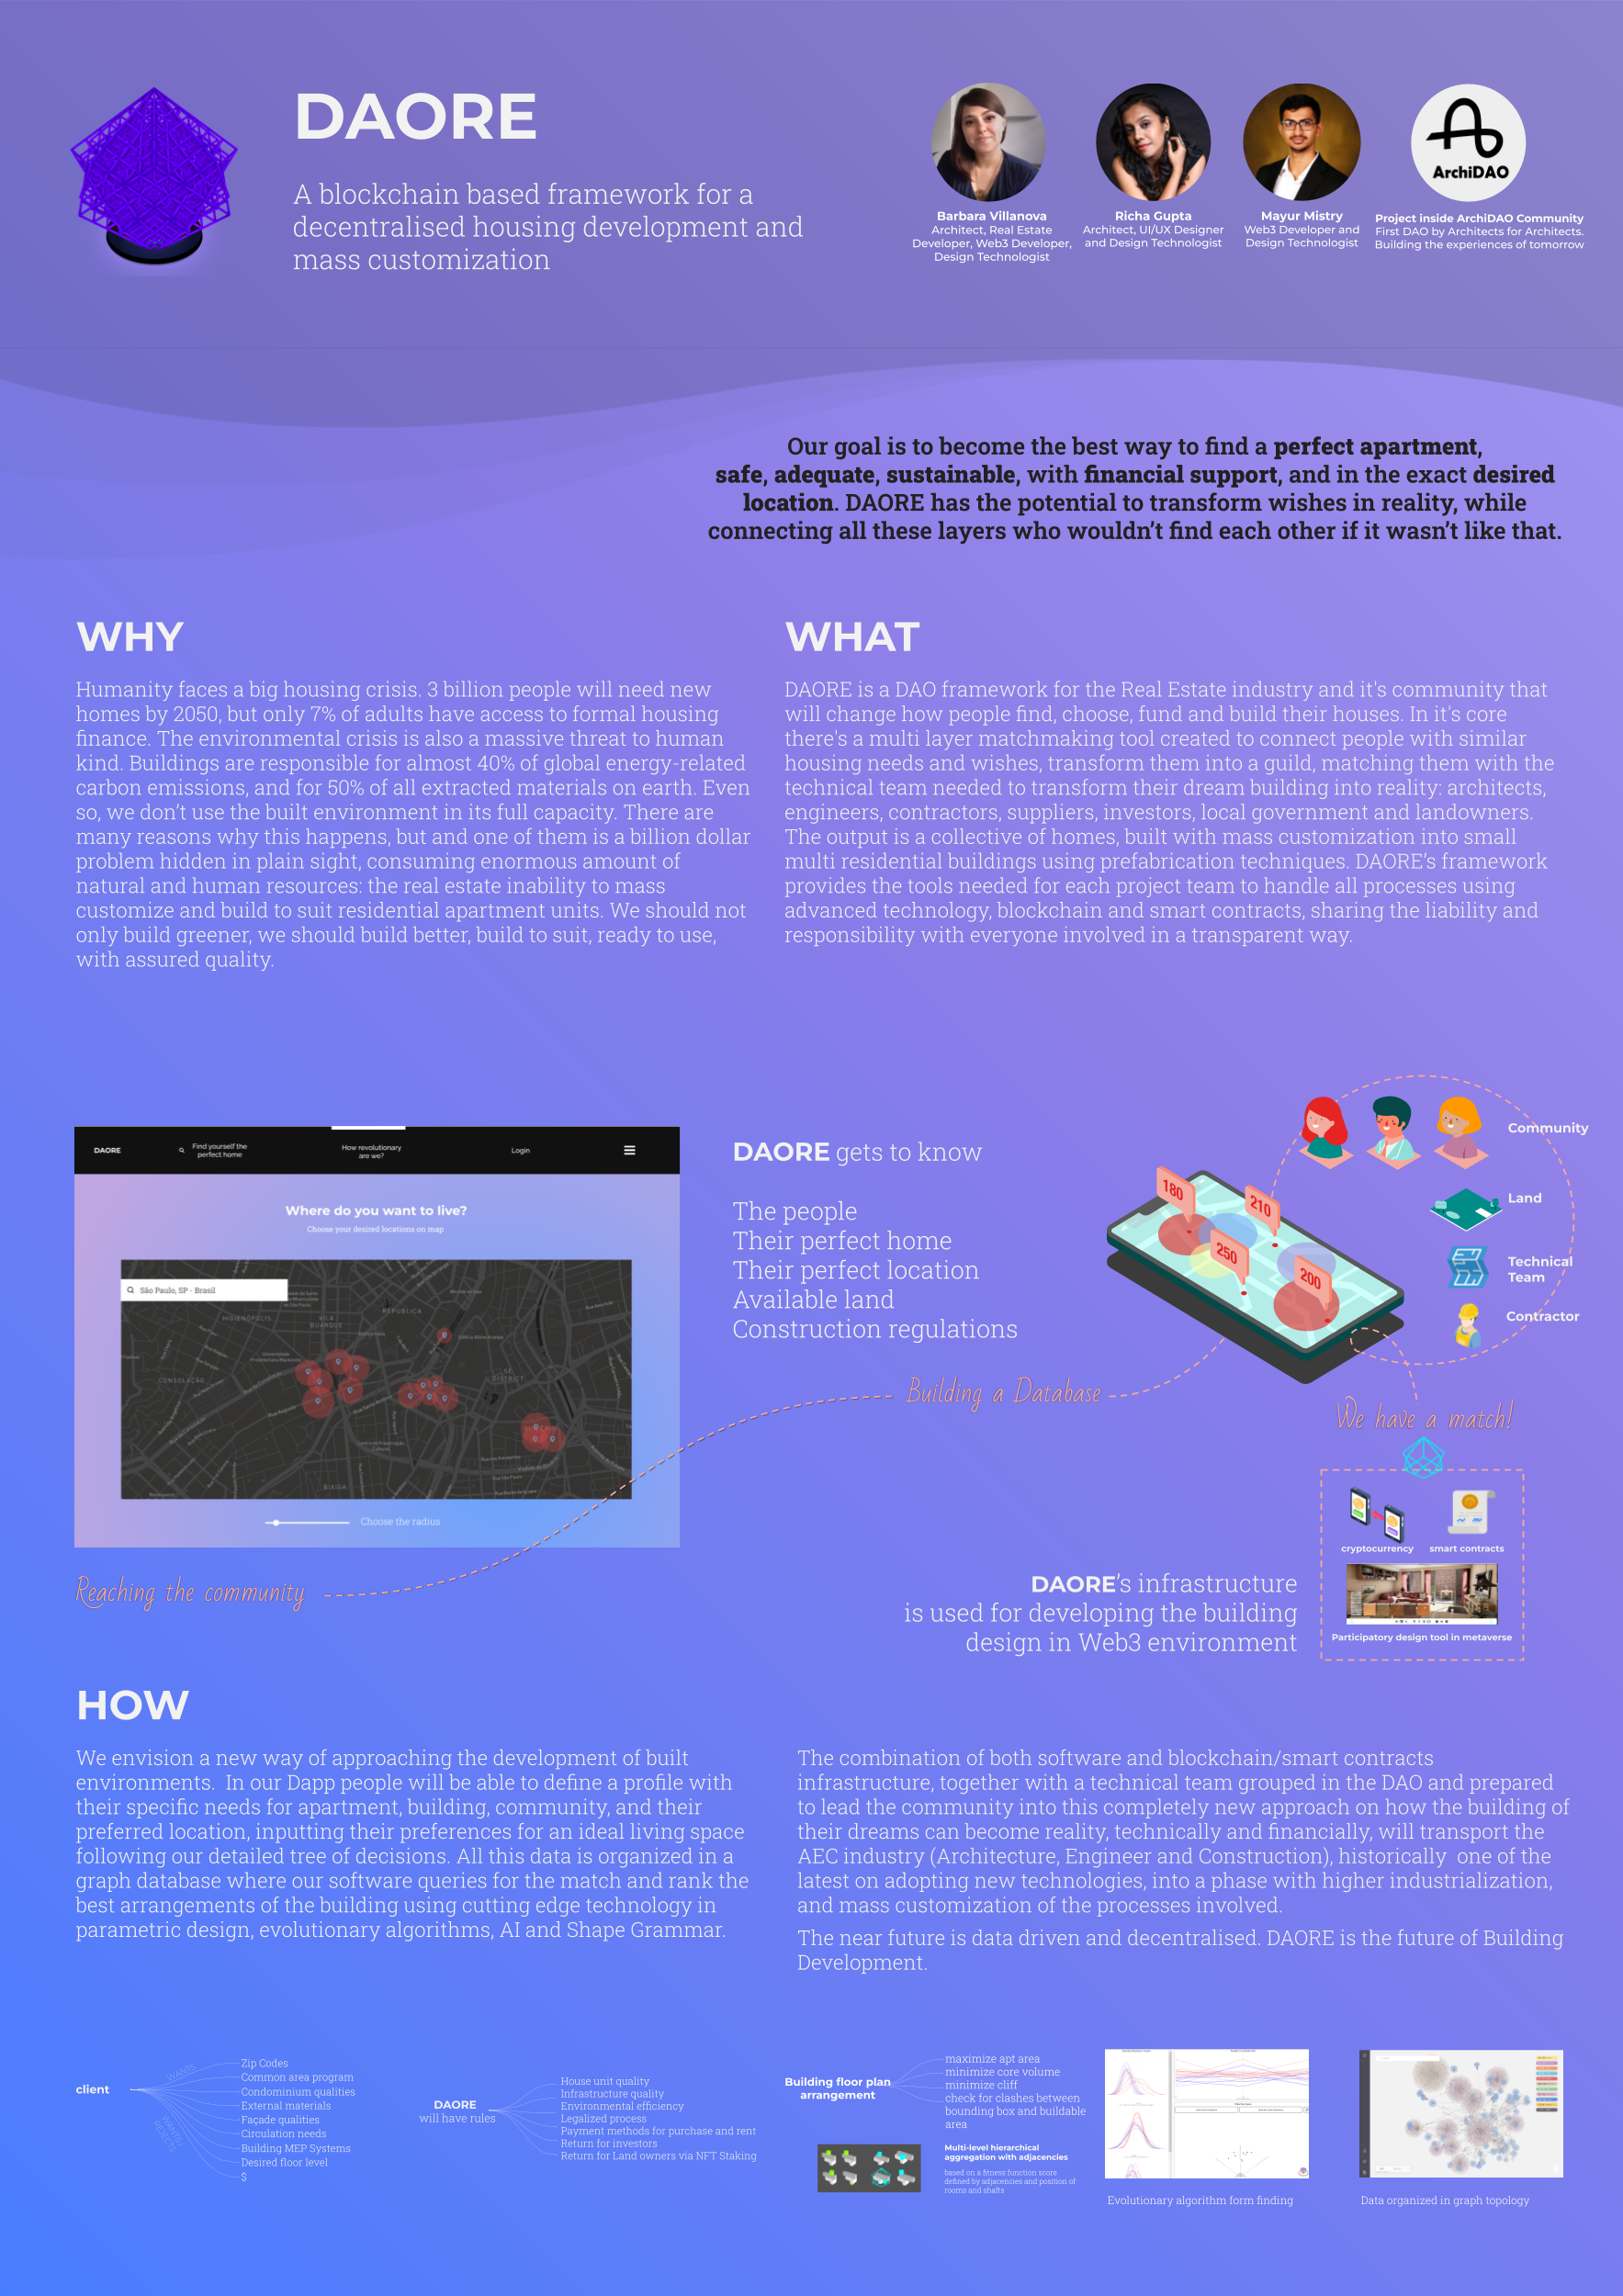 DAORE
A blockchain based framework for a
decentralised housing development and
mass customization
Barbara Villanova
Architect, Real Estate
Developer, Web3 Developer,
Design Technologist
Richa Gupta
Architect, UI/UX Designer
and Design Technologist
Mayur Mistry
Web3 Developer and
Design Technologist
ArchiDAO
Project inside ArchiDAO Community
First DAO by Architects for Architects.
Building the experiences of tomorrow
Our goal is to become the best way to find a perfect apartment,
safe, adequate, sustainable, with financial support, and in the exact desired
location. DAORE has the potential to transform wishes in reality, while
connecting all these layers who wouldn't find each other if it wasn't like that.
WHY
Humanity faces a big housing crisis. 3 billion people will need new
homes by 2050, but only 7% of adults have access to formal housing
finance. The environmental crisis is also a massive threat to human
kind. Buildings are responsible for almost 40% of global energy-related
carbon emissions, and for 50% of all extracted materials on earth. Even
so, we don't use the built environment in its full capacity. There are
many reasons why this happens, but and one of them is a billion dollar
problem hidden in plain sight, consuming enormous amount of
natural and human resources: the real estate inability to mass
customize and build to suit residential apartment units. We should not
only build greener, we should build better, build to suit, ready to use,
with assured quality.
WHAT
DAORE is a DAO framework for the Real Estate industry and it's community that
will change how people find, choose, fund and build their houses. In it's core
there's a multi layer matchmaking tool created to connect people with similar
housing needs and wishes, transform them into a guild, matching them with the
technical team needed to transform their dream building into reality: architects,
engineers, contractors, suppliers, investors, local government and landowners.
The output is a collective of homes, built with mass customization into small
multi residential buildings using prefabrication techniques. DAORE's framework
provides the tools needed for each project team to handle all processes using
advanced technology, blockchain and smart contracts, sharing the liability and
responsibility with everyone involved in a transparent way.
DAORE
Find yourself the
perfect home
How revolutionary
are we?
Login
Where do you want to live?
Choose your desired locations on map
São Paulo, SP - Brasil
HIGIENÓPOLIS
VILA
BUARQUE
REPÚBLICA
CONSOLAÇÃO
SÉ
DISTRICT
BIXIGA
Choose the radius
Reaching the community
DAORE gets to know
The people
Their perfect home
Their perfect location
Available land
Construction regulations
Building a Database
180
210
250
200
Community
Land
Technical
Team
Contractor
We have a match!
cryptocurrency
smart contracts
Participatory design tool in metaverse
DAORE's infrastructure
is used for developing the building
design in Web3 environment
HOW
We envision a new way of approaching the development of built
environments. In our Dapp people will be able to define a profile with
their specific needs for apartment, building, community, and their
preferred location, inputting their preferences for an ideal living space
following our detailed tree of decisions. All this data is organized in a
graph database where our software queries for the match and rank the
best arrangements of the building using cutting edge technology in
parametric design, evolutionary algorithms, AI and Shape Grammar.
The combination of both software and blockchain/smart contracts
infrastructure, together with a technical team grouped in the DAO and prepared
to lead the community into this completely new approach on how the building of
their dreams can become reality, technically and financially, will transport the
AEC industry (Architecture, Engineer and Construction), historically one of the
latest on adopting new technologies, into a phase with higher industrialization,
and mass customization of the processes involved.
The near future is data driven and decentralised. DAORE is the future of Building
Development.
client
WANTS
WANTS/
Zip Codes
Common area program
Condominium qualities
External materials
Façade qualities
Circulation needs
Building MEP Systems
Desired floor level
$
DAORE
will have rules
House unit quality
Infrastructure quality
Environmental efficiency
Legalized process
Payment methods for purchase and rent
Return for investors
Return for Land owners via NFT Staking
Building floor plan
arrangement
maximize apt area
minimize core volume
minimize cliff
check for clashes between
bounding box and buildable
area
Multi-level hierarchical
aggregation with adjacencies
based on a fitness function score
defined by adjacencies and position of
rooms and shafts
Evolutionary algorithm form finding
Data organized in graph topology